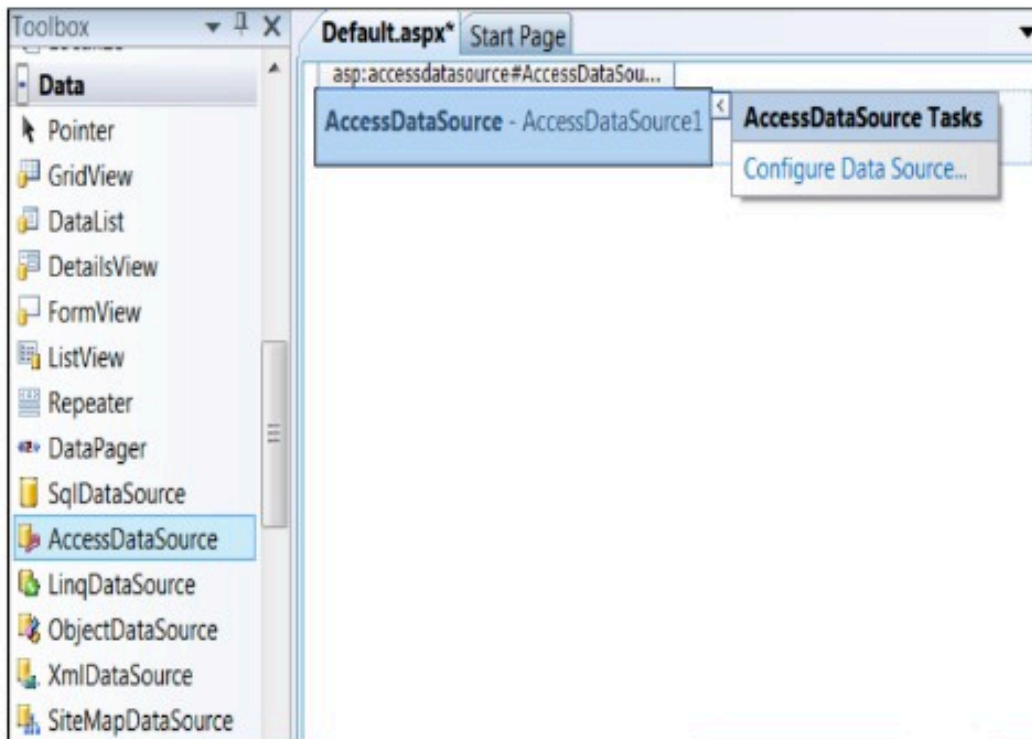 Toolbox
Data
Pointer
GridView
DataList
DetailsView
FormView
ListView
Repeater
DataPager
SqlDataSource
AccessDataSource
LinqDataSource
ObjectDataSource
XmlDataSource
SiteMapDataSource
Default.aspx* Start Page
asp:accessdatasource#AccessDataSou...
AccessDataSource - AccessDataSource1
AccessDataSource Tasks
Configure Data Source...